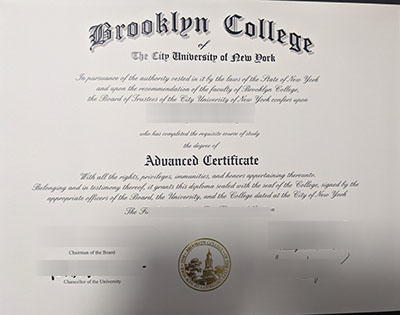 Brooklyn College
of
The City University of New York
In pursuance of the authority vested in it by the laws of the State of New York
and upon the recommendation of the faculty of Brooklyn College,
the Board of Trustees of the City University of New York confers upon
who has completed the requisite course of study
the degree of
Advanced Certificate
With all the rights, privileges, immunities, and honors appertaining thereunto.
Belonging and in testimony thereof, it grants this diploma sealed with the seal of the College, signed by the
appropriate officers of the Board, the University, and the College dated at the City of New York
The
Chairman of the Board
Chancellor of the University